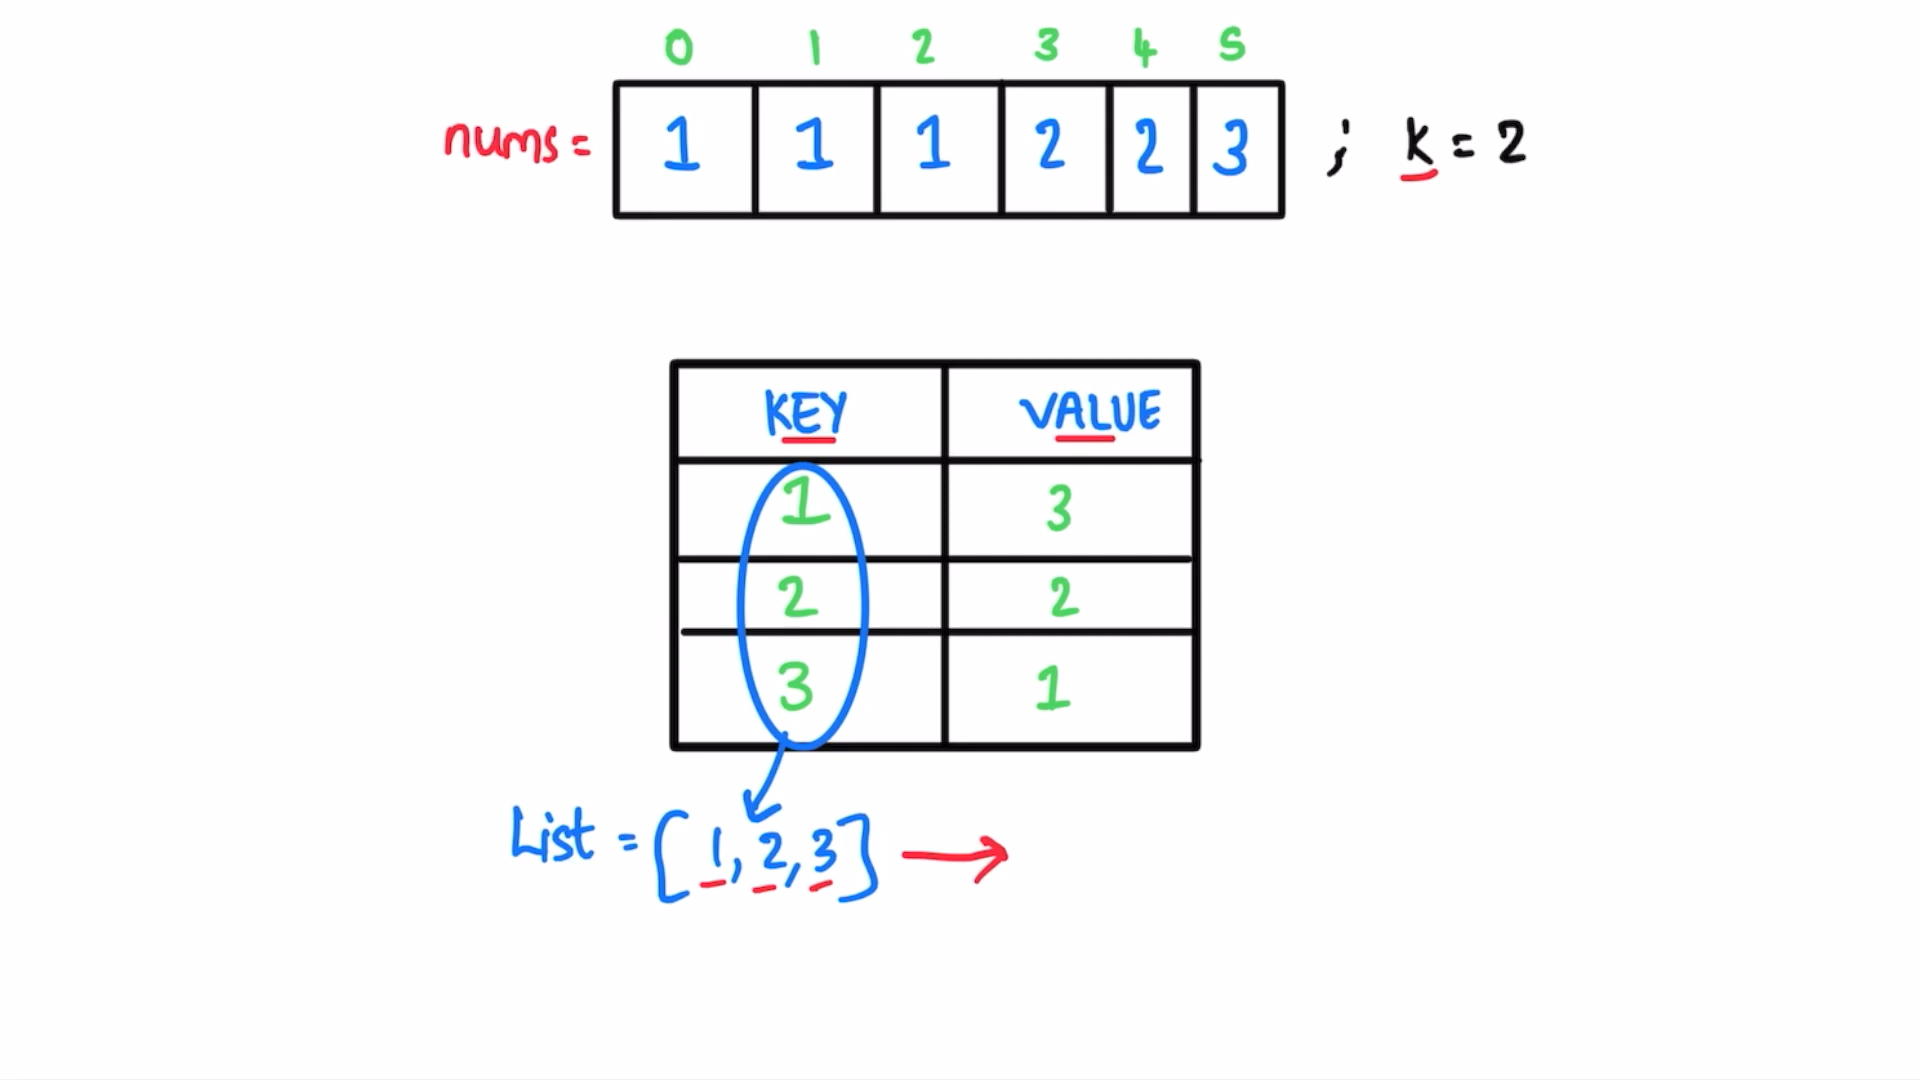 0 1 2 3 4 5
nums = 1 1 1 2 2 3 ; k = 2
KEY VALUE
1 3
2 2
3 1
List = [1, 2, 3]